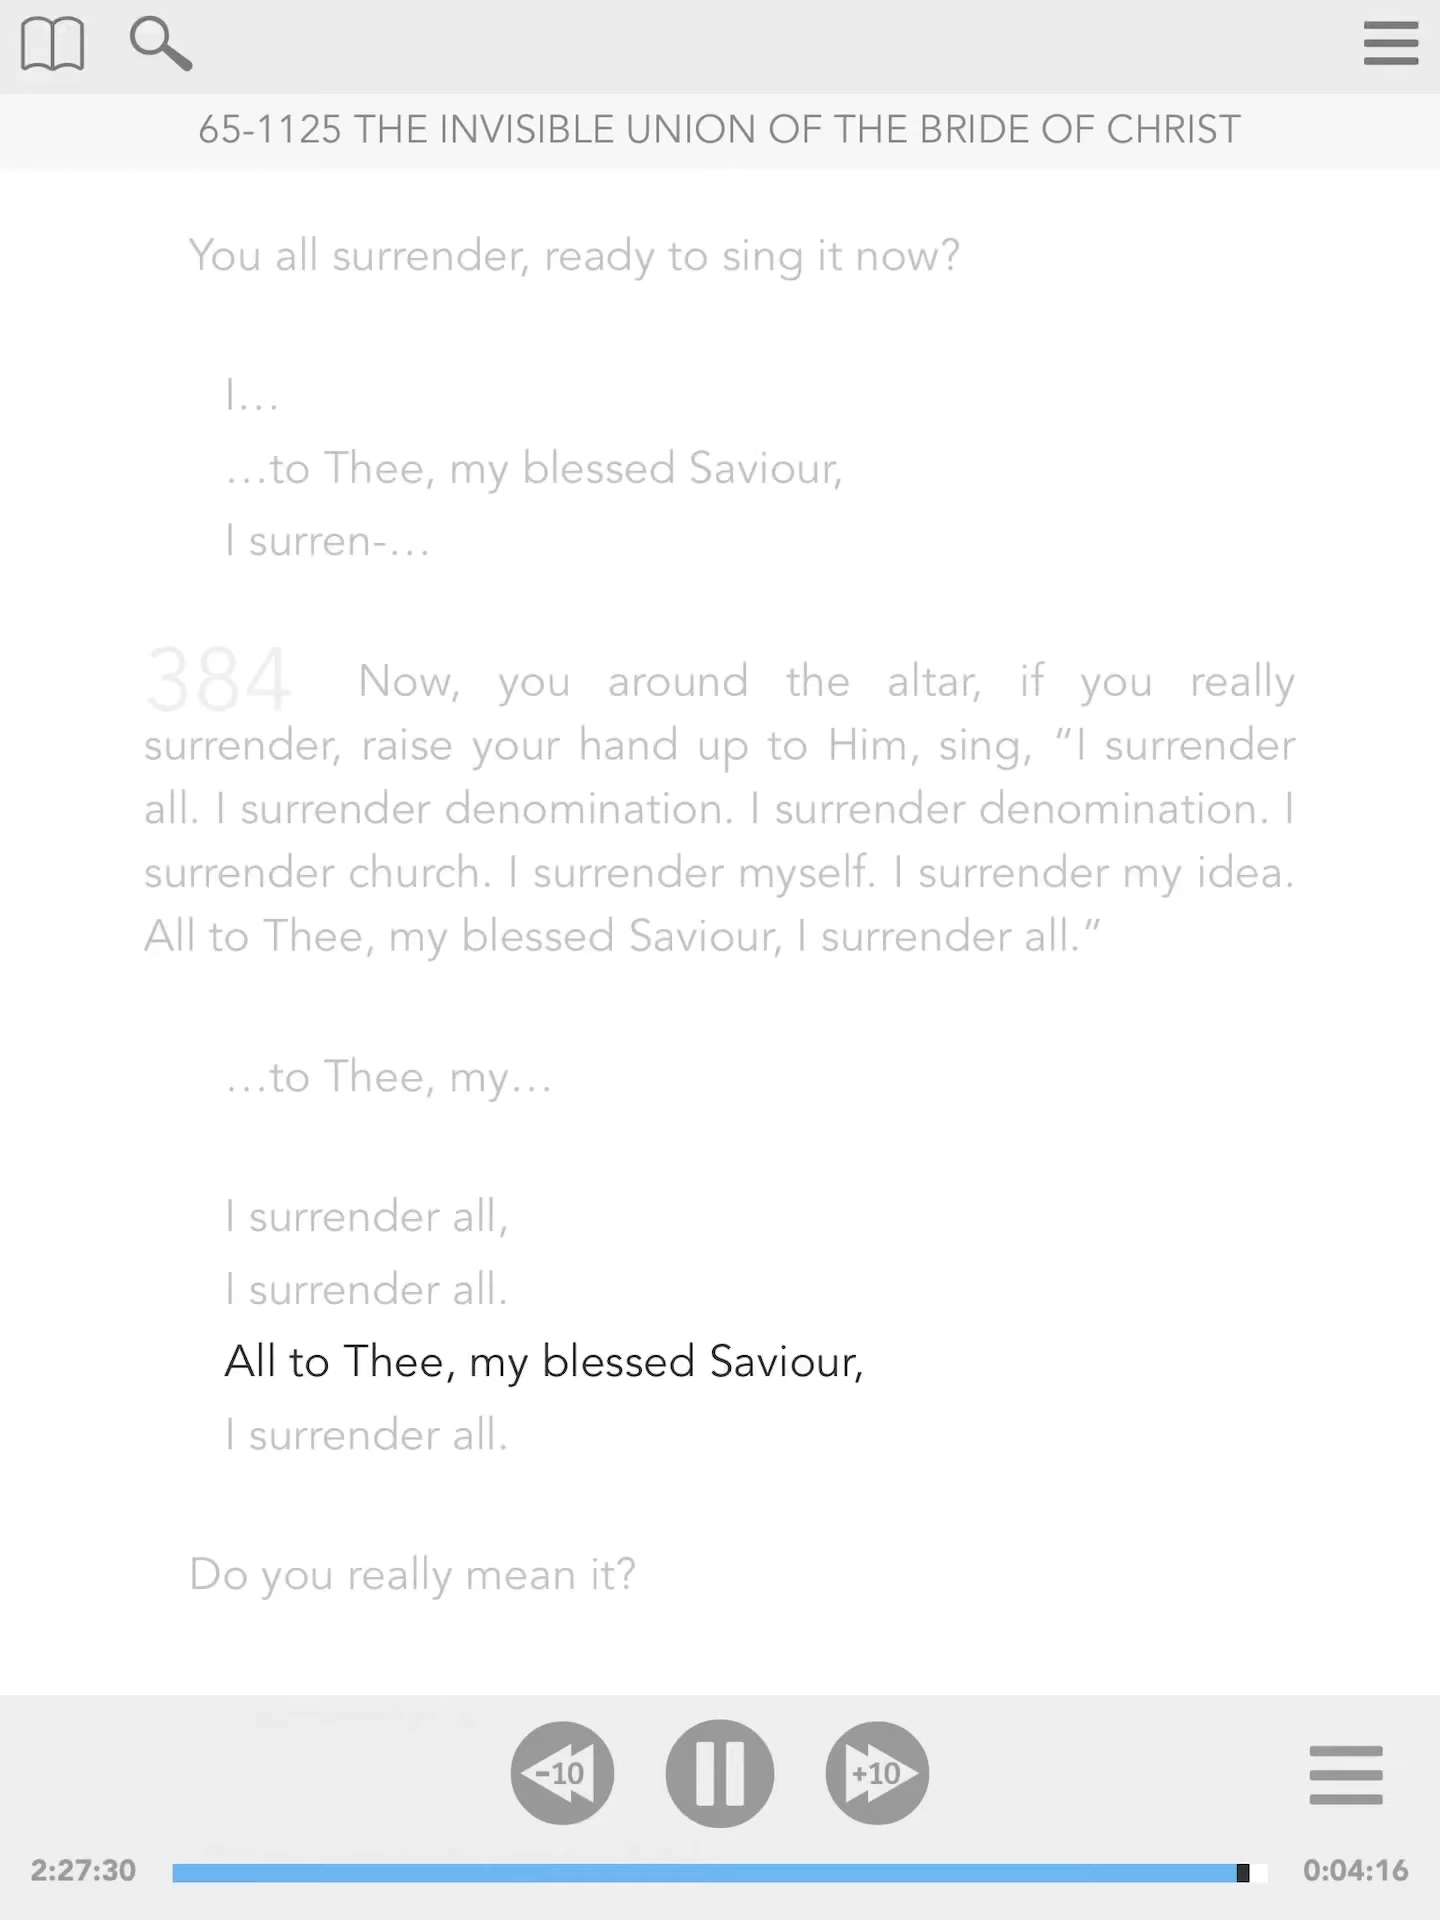 65-1125 THE INVISIBLE UNION OF THE BRIDE OF CHRIST
You all surrender, ready to sing it now?
I…
…to Thee, my blessed Saviour,
I surren-…
384 Now, you around the altar, if you really
surrender, raise your hand up to Him, sing, “I surrender
all. I surrender denomination. I surrender denomination. I
surrender church. I surrender myself. I surrender my idea.
All to Thee, my blessed Saviour, I surrender all.”
…to Thee, my…
I surrender all,
I surrender all.
All to Thee, my blessed Saviour,
I surrender all.
Do you really mean it?
-10 +10
2:27:30 0:04:16